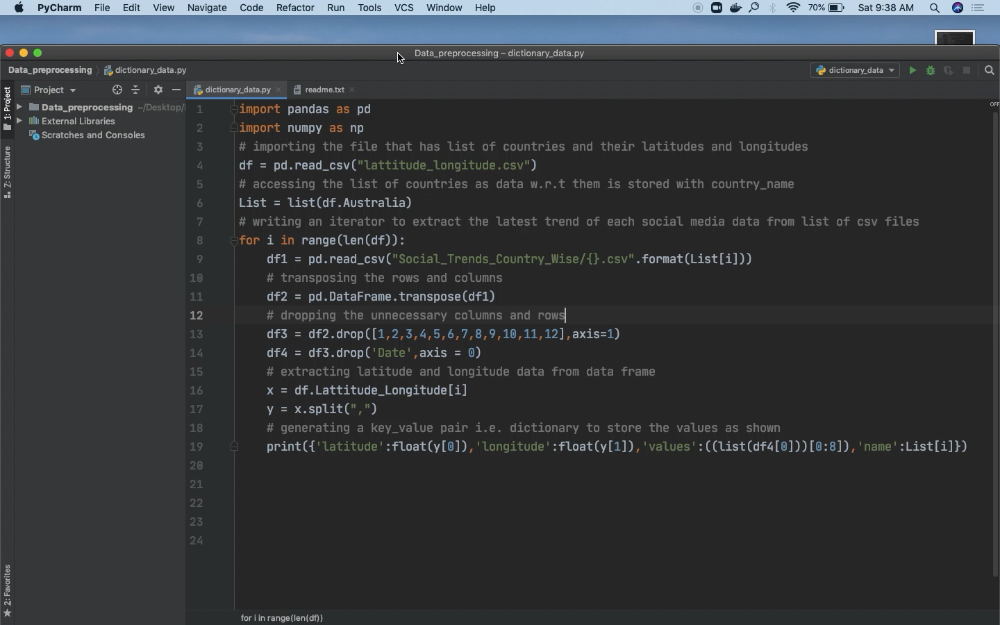 PyCharm File Edit View Navigate Code Refactor Run Tools VCS Window Help 70% Sat 9:38 AM
Data_preprocessing – dictionary_data.py
Data_preprocessing dictionary_data.py dictionary_data
Project dictionary_data.py readme.txt
1: Project
Data_preprocessing ~/Desktop/
External Libraries
Scratches and Consoles
Z: Structure
2: Favorites
OFF
1 import pandas as pd
2 import numpy as np
3 # importing the file that has list of countries and their latitudes and longitudes
4 df = pd.read_csv("lattitude_longitude.csv")
5 # accessing the list of countries as data w.r.t them is stored with country_name
6 List = list(df.Australia)
7 # writing an iterator to extract the latest trend of each social media data from list of csv files
8 for i in range(len(df)):
9 df1 = pd.read_csv("Social_Trends_Country_Wise/{}.csv".format(List[i]))
10 # transposing the rows and columns
11 df2 = pd.DataFrame.transpose(df1)
12 # dropping the unnecessary columns and rows
13 df3 = df2.drop([1,2,3,4,5,6,7,8,9,10,11,12],axis=1)
14 df4 = df3.drop('Date',axis = 0)
15 # extracting latitude and longitude data from data frame
16 x = df.Lattitude_Longitude[i]
17 y = x.split(",")
18 # generating a key_value pair i.e. dictionary to store the values as shown
19 print({'latitude':float(y[0]),'longitude':float(y[1]),'values':((list(df4[0]))[0:8]),'name':List[i]})
20
21
22
23
24
for i in range(len(df))